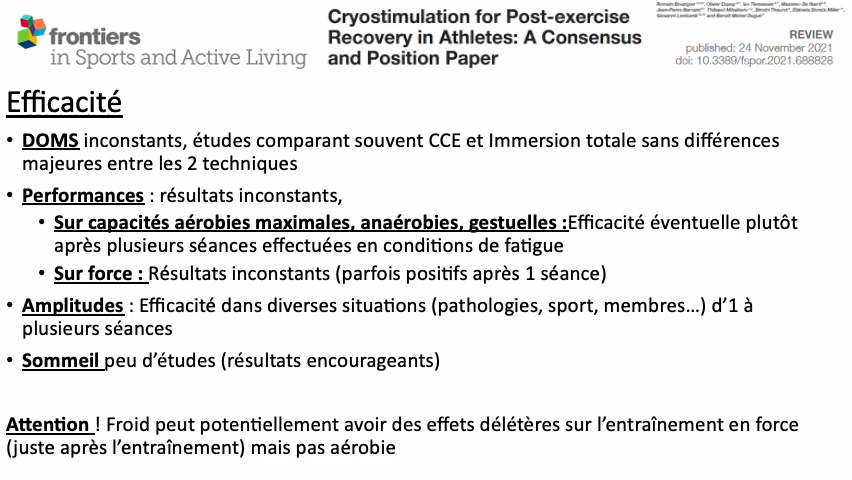 frontiers
in Sports and Active Living
Cryostimulation for Post-exercise
Recovery in Athletes: A Consensus
and Position Paper
REVIEW
published: 24 November 2021
doi: 10.3389/fspor.2021.688828
Efficacité
• DOMS inconstants, études comparant souvent CCE et Immersion totale sans différences
majeures entre les 2 techniques
• Performances : résultats inconstants,
• Sur capacités aérobies maximales, anaérobies, gestuelles :Efficacité éventuelle plutôt
après plusieurs séances effectuées en conditions de fatigue
• Sur force : Résultats inconstants (parfois positifs après 1 séance)
• Amplitudes : Efficacité dans diverses situations (pathologies, sport, membres…) d’1 à
plusieurs séances
• Sommeil peu d’études (résultats encourageants)
Attention ! Froid peut potentiellement avoir des effets délétères sur l’entraînement en force
(juste après l’entraînement) mais pas aérobie